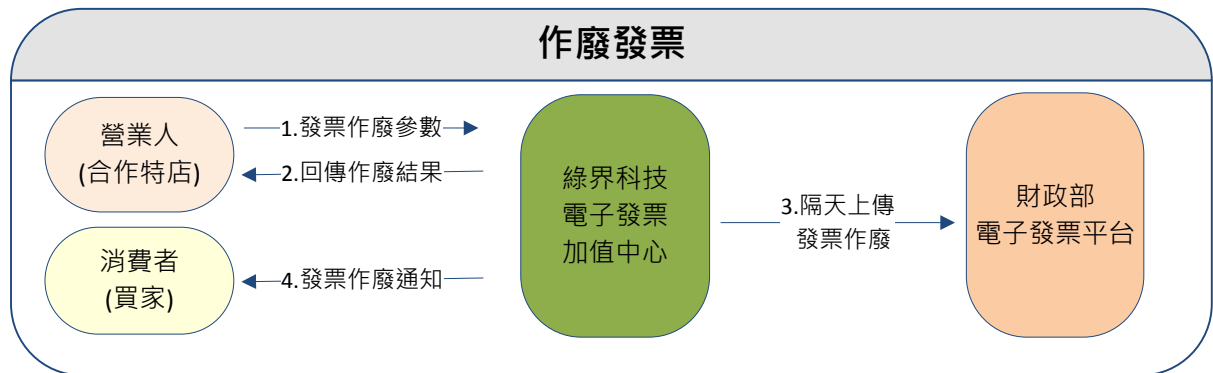 作廢發票
營業人
(合作特店)
1.發票作廢參數
2.回傳作廢結果
消費者
(買家)
4.發票作廢通知
綠界科技
電子發票
加值中心
3.隔天上傳
發票作廢
財政部
電子發票平台